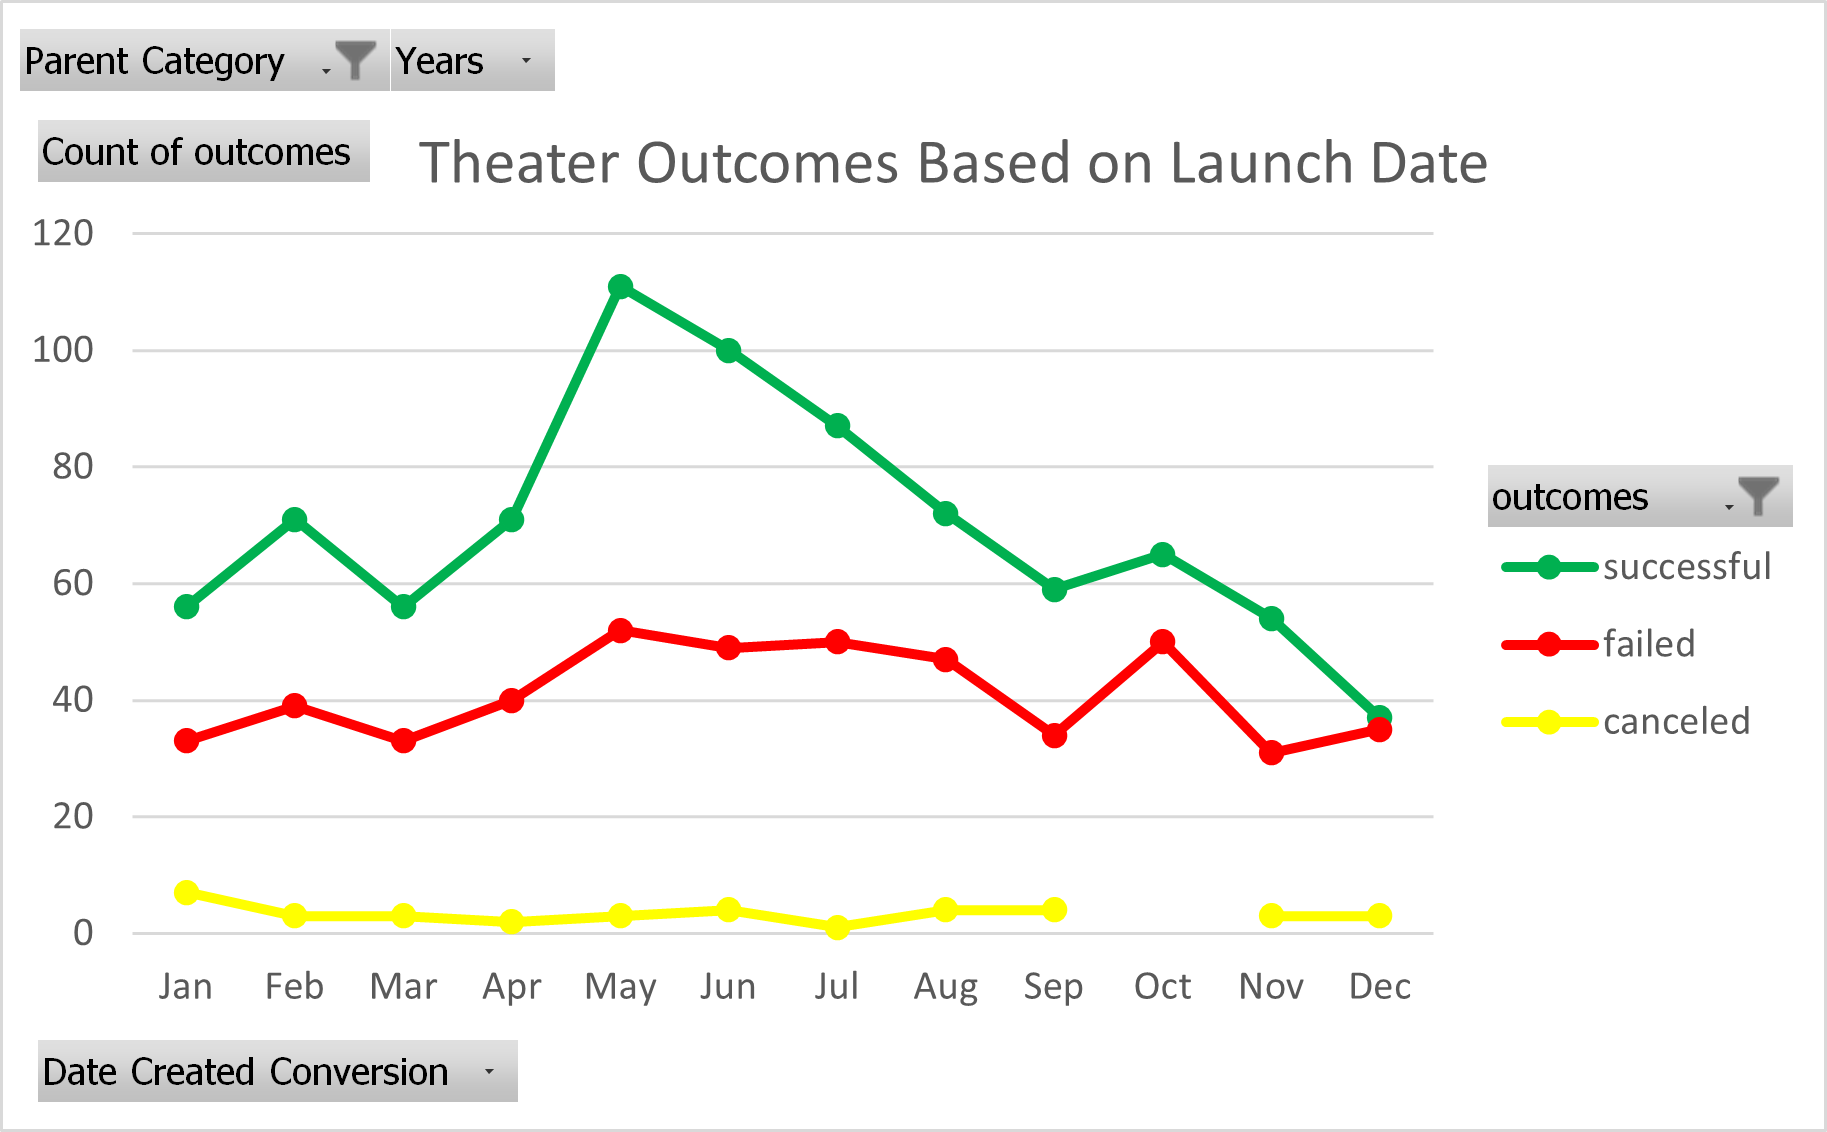 Parent Category Years
Count of outcomes
Theater Outcomes Based on Launch Date
120
100
80
60
40
20
0
Jan Feb Mar Apr May Jun Jul Aug Sep Oct Nov Dec
outcomes
successful
failed
canceled
Date Created Conversion